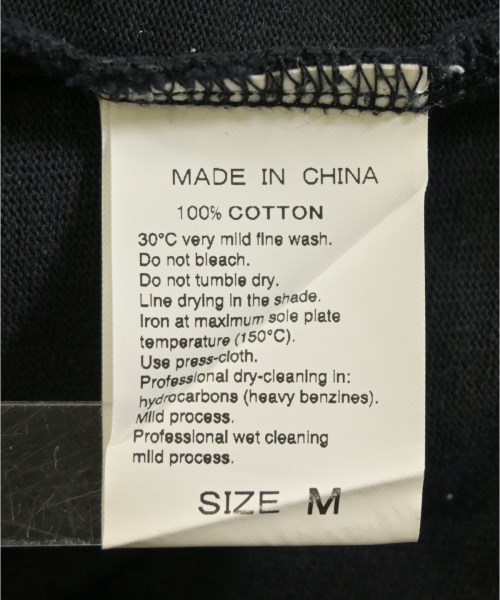 MADE IN CHINA
100% COTTON
30°C very mild fine wash.
Do not bleach.
Do not tumble dry.
Line drying in the shade.
Iron at maximum sole plate
temperature (150°C).
Use press-cloth.
Professional dry-cleaning in:
hydrocarbons (heavy benzines).
Mild process.
Professional wet cleaning
mild process.
SIZE M